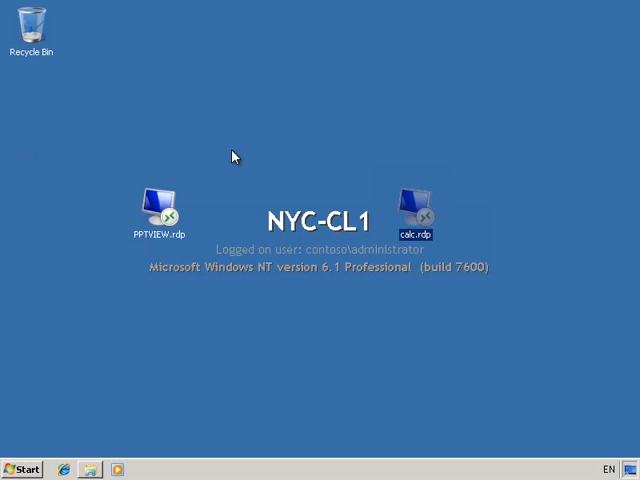 Recycle Bin
PPTVIEW.rdp
NYC-CL1
calc.rdp
Logged on user: contoso\administrator
Microsoft Windows NT version 6.1 Professional (build 7600)
Start
EN